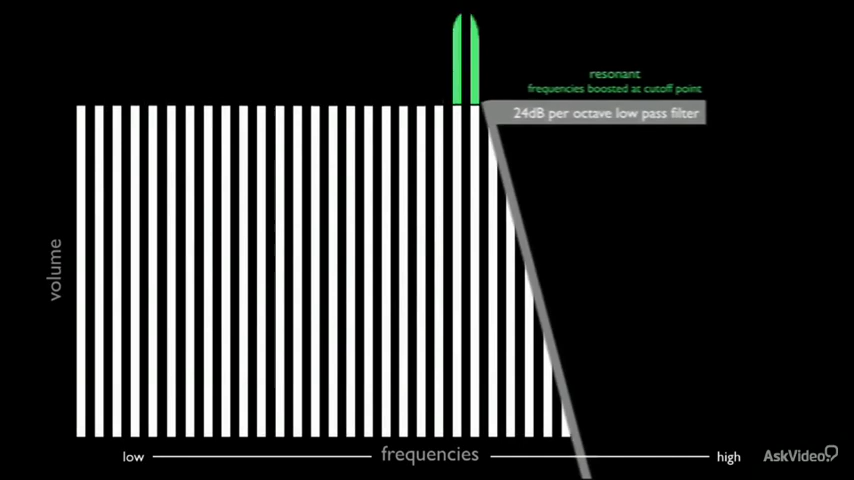 resonant
frequencies boosted at cutoff point
24dB per octave low pass filter
volume
low
frequencies
high
AskVideo